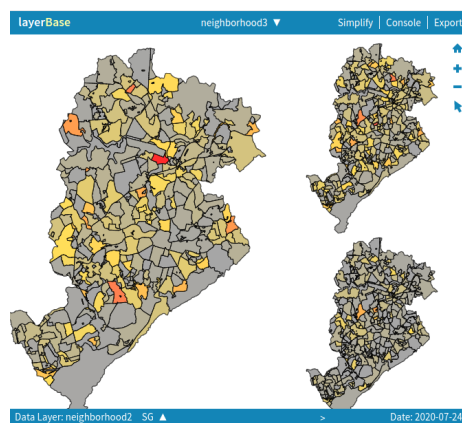 layerBase neighborhood3 ▼ Simplify | Console | Export
Data Layer: neighborhood2 SG ▲ > Date: 2020-07-24